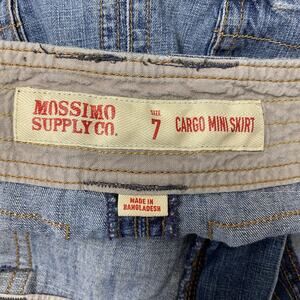 MOSSIMO
SUPPLY CO.
SIZE
7
CARGO MINI SKIRT
MADE IN
BANGLADESH